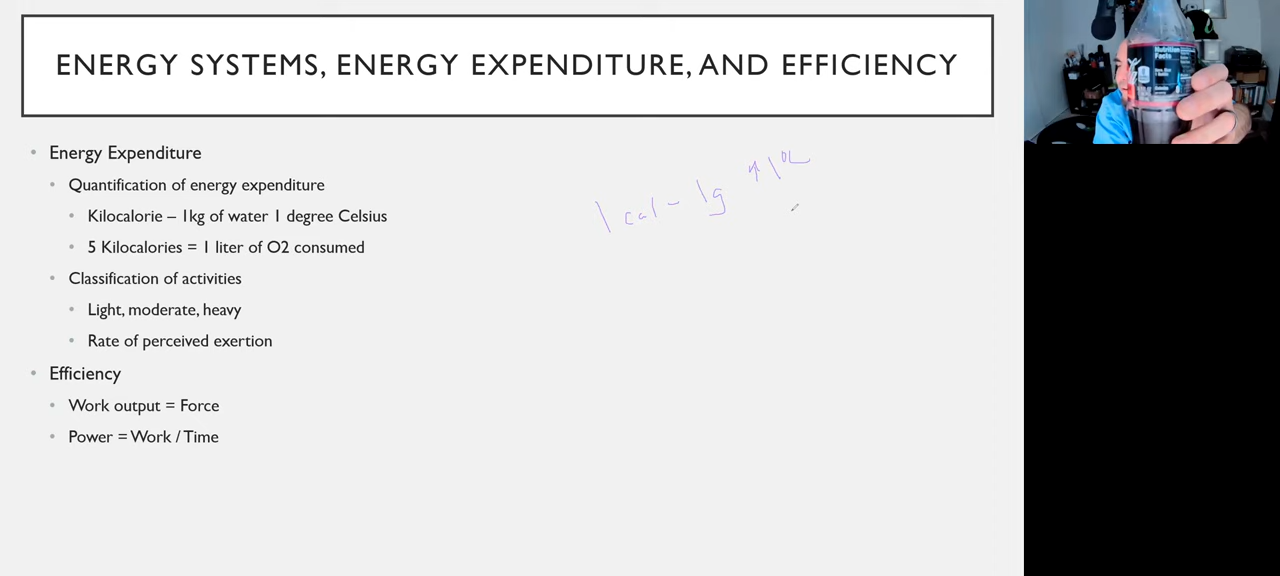 ENERGY SYSTEMS, ENERGY EXPENDITURE, AND EFFICIENCY
Energy Expenditure
Quantification of energy expenditure
Kilocalorie – 1kg of water 1 degree Celsius
5 Kilocalories = 1 liter of O2 consumed
Classification of activities
Light, moderate, heavy
Rate of perceived exertion
Efficiency
Work output = Force
Power = Work / Time
1 cal - 1g ↑ 1°C
Nutrition
Facts